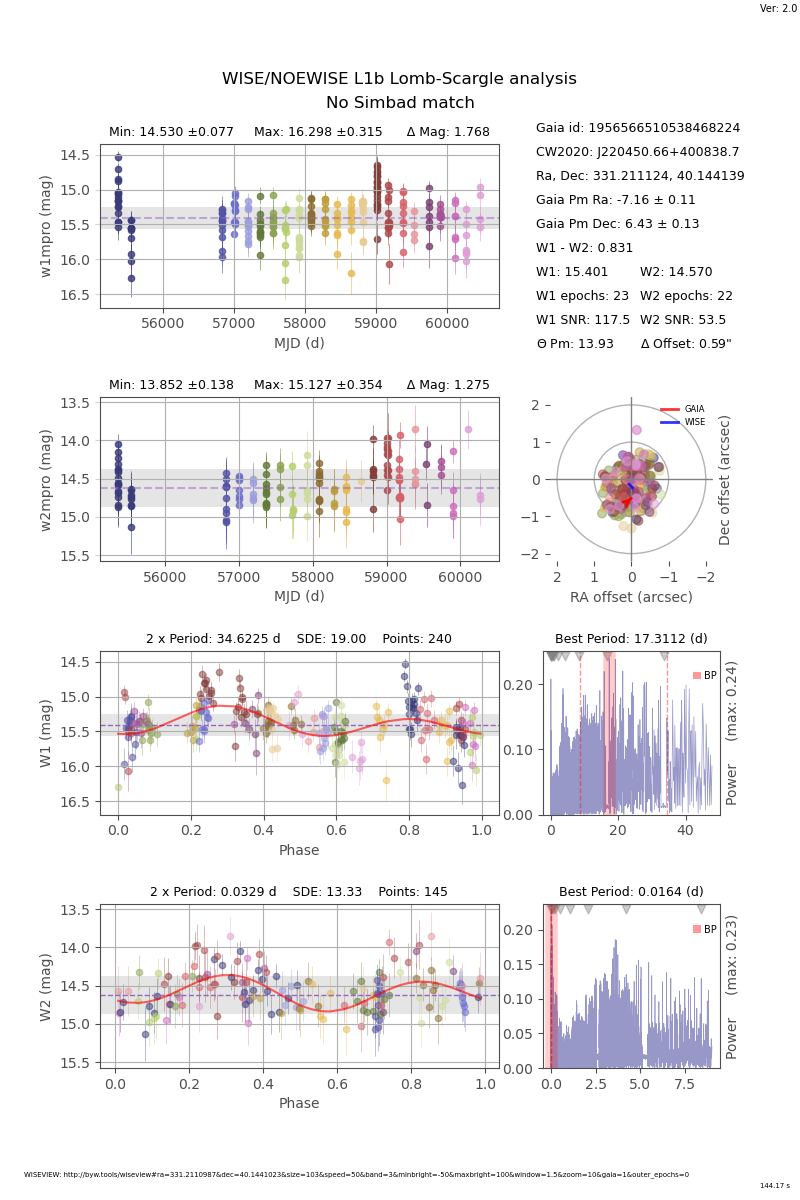 Ver: 2.0
WISE/NOEWISE L1b Lomb-Scargle analysis
No Simbad match
Min: 14.530 ±0.077 Max: 16.298 ±0.315 Δ Mag: 1.768
14.5
15.0
15.5
16.0
16.5
w1mpro (mag)
56000 57000 58000 59000 60000
MJD (d)
Gaia id: 1956566510538468224
CW2020: J220450.66+400838.7
Ra, Dec: 331.211124, 40.144139
Gaia Pm Ra: -7.16 ± 0.11
Gaia Pm Dec: 6.43 ± 0.13
W1 - W2: 0.831
W1: 15.401 W2: 14.570
W1 epochs: 23 W2 epochs: 22
W1 SNR: 117.5 W2 SNR: 53.5
Θ Pm: 13.93 Δ Offset: 0.59"
Min: 13.852 ±0.138 Max: 15.127 ±0.354 Δ Mag: 1.275
13.5
14.0
14.5
15.0
15.5
w2mpro (mag)
56000 57000 58000 59000 60000
MJD (d)
GAIA
WISE
2
1
0
−1
−2
2 1 0 −1 −2
RA offset (arcsec)
Dec offset (arcsec)
2 x Period: 34.6225 d SDE: 19.00 Points: 240
14.5
15.0
15.5
16.0
16.5
W1 (mag)
0.0 0.2 0.4 0.6 0.8 1.0
Phase
Best Period: 17.3112 (d)
BP
0.20
0.10
0.00
0 20 40
Power (max: 0.24)
2 x Period: 0.0329 d SDE: 13.33 Points: 145
13.5
14.0
14.5
15.0
15.5
W2 (mag)
0.0 0.2 0.4 0.6 0.8 1.0
Phase
Best Period: 0.0164 (d)
BP
0.20
0.15
0.10
0.05
0.00
0.0 2.5 5.0 7.5
Power (max: 0.23)
WISEVIEW: http://byw.tools/wiseview#ra=331.2110987&dec=40.1441023&size=103&speed=50&band=3&minbright=-50&maxbright=100&window=1.5&zoom=10&gaia=1&outer_epochs=0
144.17 s